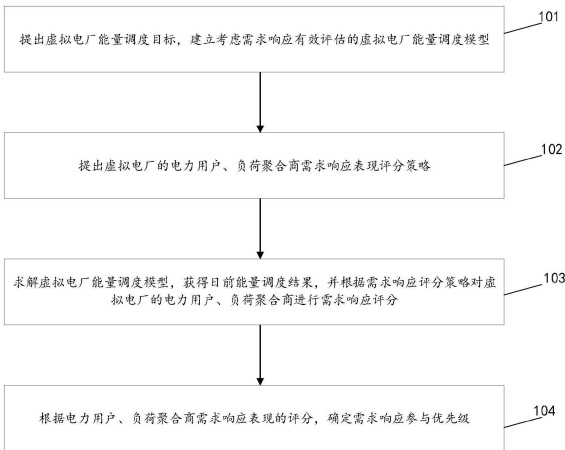 提出虚拟电厂能量调度目标，建立考虑需求响应有效评估的虚拟电厂能量调度模型
101
提出虚拟电厂的电力用户、负荷聚合商需求响应表现评分策略
102
求解虚拟电厂能量调度模型，获得日前能量调度结果，并根据需求响应评分策略对虚
拟电厂的电力用户、负荷聚合商进行需求响应评分
103
根据电力用户、负荷聚合商需求响应表现的评分，确定需求响应参与优先级
104